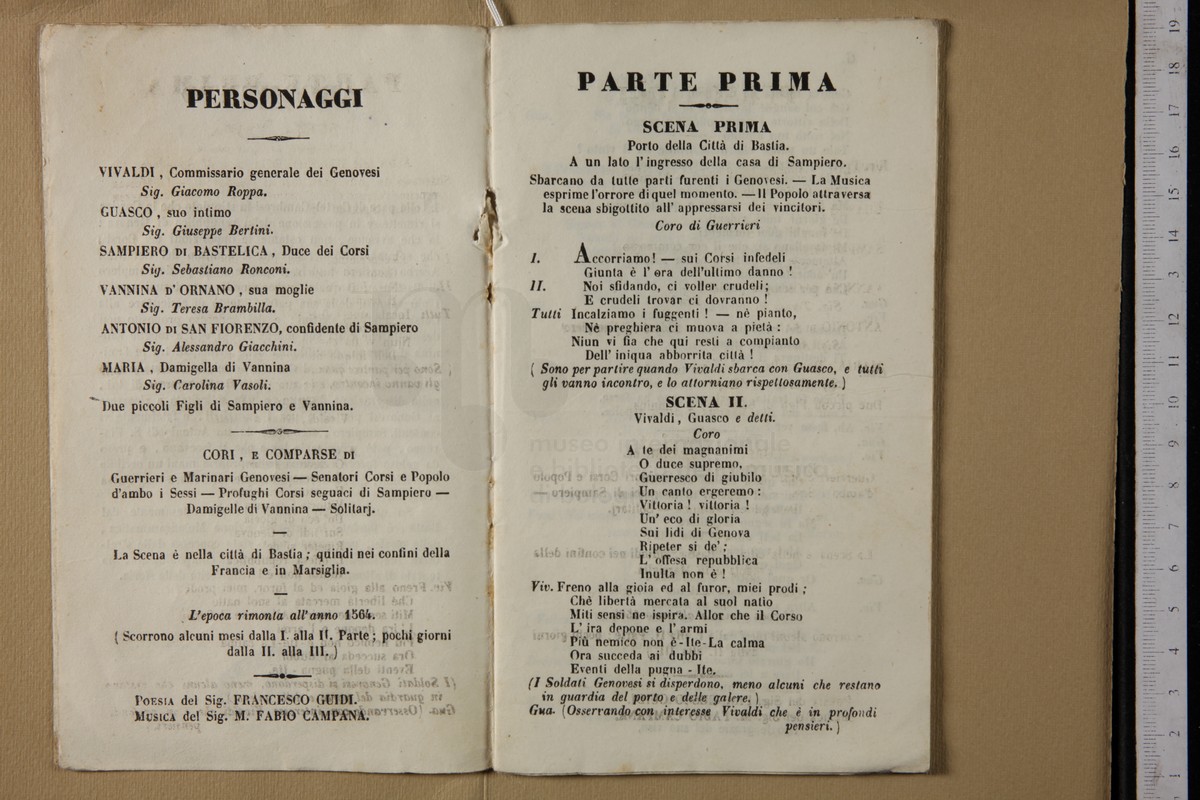 PERSONAGGI
VIVALDI, Commissario generale dei Genovesi
Sig. Giacomo Roppa.
GUASCO, suo intimo
Sig. Giuseppe Bertini.
SAMPIERO DI BASTELICA, Duce dei Corsi
Sig. Sebastiano Ronconi.
VANNINA D' ORNANO, sua moglie
Sig. Teresa Brambilla.
ANTONIO DI SAN FIORENZO, confidente di Sampiero
Sig. Alessandro Giacchini.
MARIA, Damigella di Vannina
Sig. Carolina Vasoli.
Due piccoli Figli di Sampiero e Vannina.
CORI, E COMPARSE DI
Guerrieri e Marinari Genovesi — Senatori Corsi e Popolo
d'ambo i Sessi — Profughi Corsi seguaci di Sampiero —
Damigelle di Vannina — Solitarj.
La Scena è nella città di Bastia; quindi nei confini della
Francia e in Marsiglia.
L'epoca rimonta all'anno 1564.
(Scorrono alcuni mesi dalla I. alla II. Parte; pochi giorni
dalla II. alla III.)
POESIA del Sig. FRANCESCO GUIDI.
MUSICA del Sig. M. FABIO CAMPANA.
PARTE PRIMA
SCENA PRIMA
Porto della Città di Bastia.
A un lato l'ingresso della casa di Sampiero.
Sbarcano da tutte parti furenti i Genovesi. — La Musica
esprime l'orrore di quel momento. — Il Popolo attraversa
la scena sbigottito all' appressarsi dei vincitori.
Coro di Guerrieri
I. Accorriamo! — sui Corsi infedeli
Giunta è l' ora dell'ultimo danno!
II. Noi sfidando, ci voller crudeli;
E crudeli trovar ci dovranno!
Tutti Incalziamo i fuggenti! — nè pianto,
Nè preghiera ci muova a pietà:
Niun vi fia che qui resti a compianto
Dell' iniqua abborrita città!
(Sono per partire quando Vivaldi sbarca con Guasco, e tutti
gli vanno incontro, e lo attorniano rispettosamente.)
SCENA II.
Vivaldi, Guasco e detti.
Coro
A te dei magnanimi
O duce supremo,
Guerresco di giubilo
Un canto ergeremo:
Vittoria! vittoria!
Un' eco di gloria
Sui lidi di Genova
Ripeter si de';
L' offesa repubblica
Inulta non è!
Viv. Freno alla gioia ed al furor, miei prodi;
Chè libertà mercata al suol natio
Miti sensi ne ispira. Allor che il Corso
L' ira depone e l' armi
Più nemico non è - Ite - La calma
Ora succeda ai dubbi
Eventi della pugna - Ite.
(I Soldati Genovesi si disperdono, meno alcuni che restano
in guardia del porto e delle galere.)
Gua. (Osservando con interesse Vivaldi che è in profondi
pensieri.)